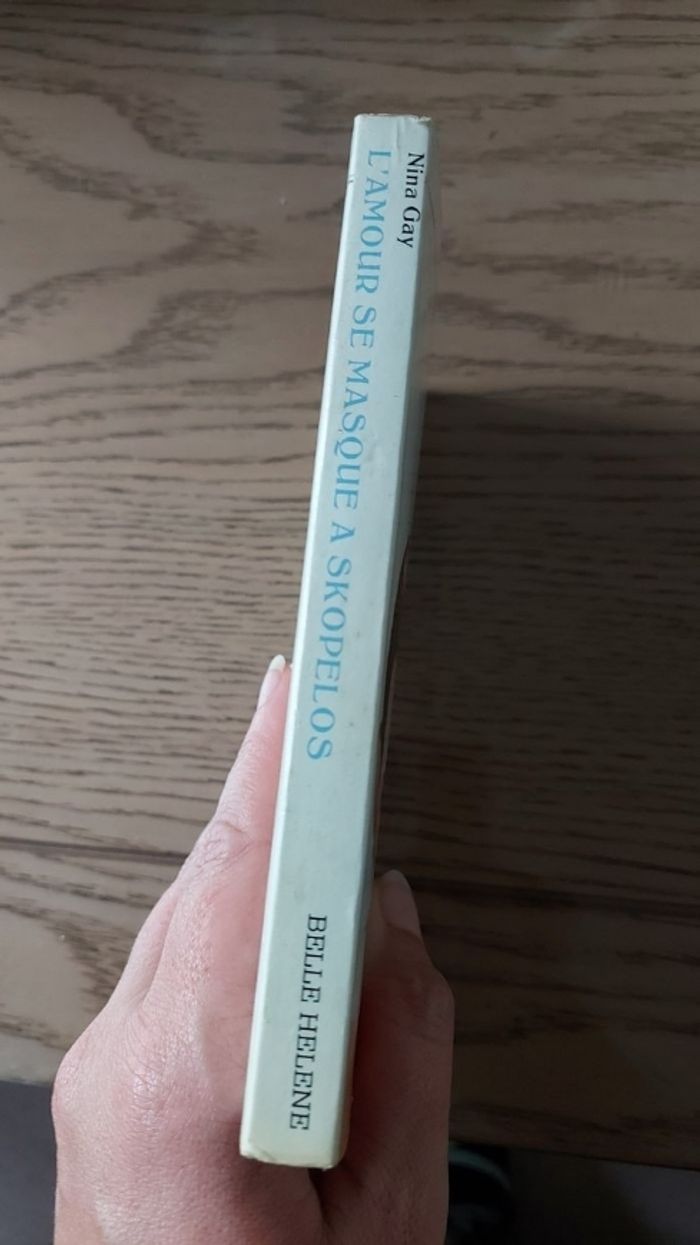 Nina Gay
L'AMOUR SE MASQUE A SKOPELOS
BELLE HELENE